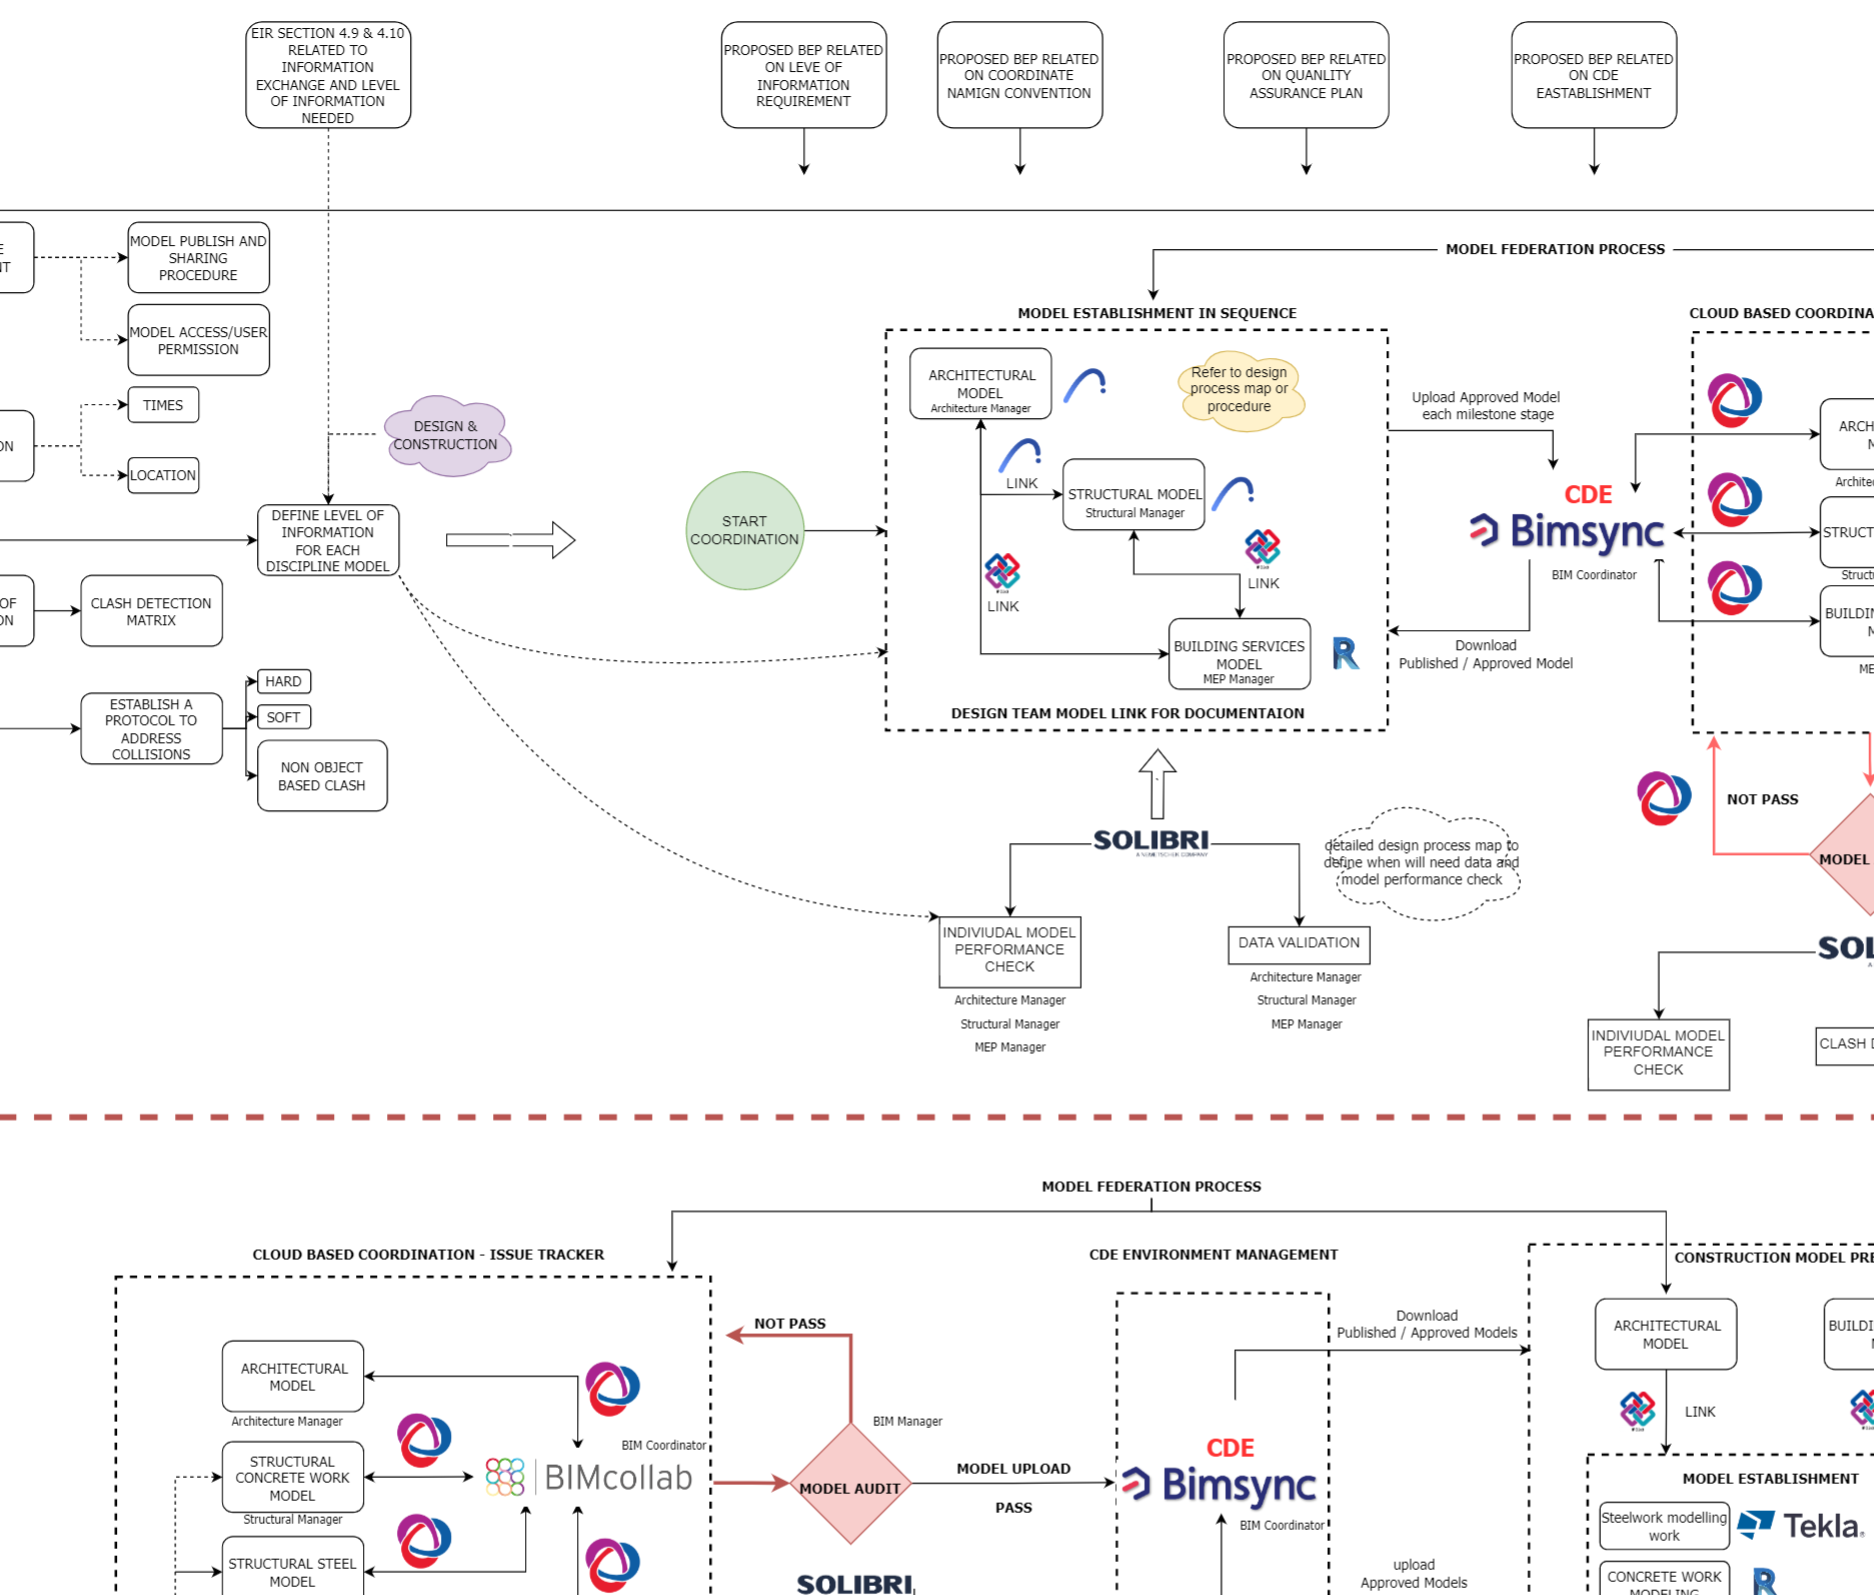 EIR SECTION 4.9 & 4.10
RELATED TO
INFORMATION
EXCHANGE AND LEVEL
OF INFORMATION
NEEDED
PROPOSED BEP RELATED
ON LEVE OF
INFORMATION
REQUIREMENT
PROPOSED BEP RELATED
ON COORDINATE
NAMIGN CONVENTION
PROPOSED BEP RELATED
ON QUANLITY
ASSURANCE PLAN
PROPOSED BEP RELATED
ON CDE
EASTABLISHMENT
MODEL PUBLISH AND
SHARING
PROCEDURE
MODEL ACCESS/USER
PERMISSION
TIMES
LOCATION
DESIGN &
CONSTRUCTION
DEFINE LEVEL OF
INFORMATION
FOR EACH
DISCIPLINE MODEL
OF
ON
CLASH DETECTION
MATRIX
ESTABLISH A
PROTOCOL TO
ADDRESS
COLLISIONS
HARD
SOFT
NON OBJECT
BASED CLASH
START
COORDINATION
MODEL FEDERATION PROCESS
MODEL ESTABLISHMENT IN SEQUENCE
ARCHITECTURAL
MODEL
Architecture Manager
Refer to design
process map or
procedure
LINK
STRUCTURAL MODEL
Structural Manager
LINK
LINK
BUILDING SERVICES
MODEL
MEP Manager
DESIGN TEAM MODEL LINK FOR DOCUMENTAION
Upload Approved Model
each milestone stage
CDE
Bimsync
BIM Coordinator
Download
Published / Approved Model
CLOUD BASED COORDINA
ARCH
M
Architec
STRUCT
Structu
BUILDIN
M
ME
NOT PASS
MODEL
SOLIBRI
A NEMETSCHEK COMPANY
detailed design process map to
define when will need data and
model performance check
INDIVIUDAL MODEL
PERFORMANCE
CHECK
Architecture Manager
Structural Manager
MEP Manager
DATA VALIDATION
Architecture Manager
Structural Manager
MEP Manager
SOL
INDIVIUDAL MODEL
PERFORMANCE
CHECK
CLASH D
MODEL FEDERATION PROCESS
CLOUD BASED COORDINATION - ISSUE TRACKER
CDE ENVIRONMENT MANAGEMENT
CONSTRUCTION MODEL PRE
ARCHITECTURAL
MODEL
Architecture Manager
STRUCTURAL
CONCRETE WORK
MODEL
Structural Manager
STRUCTURAL STEEL
MODEL
BIM Coordinator
BIMcollab
NOT PASS
BIM Manager
MODEL AUDIT
SOLIBRI
MODEL UPLOAD
PASS
CDE
Bimsync
BIM Coordinator
Download
Published / Approved Models
upload
Approved Models
ARCHITECTURAL
MODEL
BUILDI
LINK
MODEL ESTABLISHMENT
Steelwork modelling
work
Tekla
CONCRETE WORK
MODELING